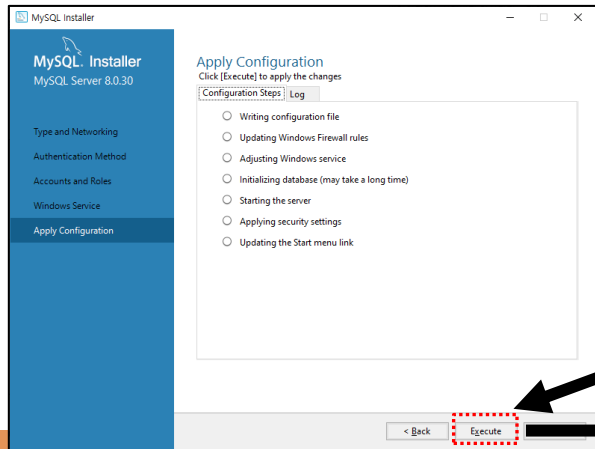 MySQL Installer
MySQL. Installer
MySQL Server 8.0.30
Type and Networking
Authentication Method
Accounts and Roles
Windows Service
Apply Configuration
Apply Configuration
Click [Execute] to apply the changes
Configuration Steps Log
Writing configuration file
Updating Windows Firewall rules
Adjusting Windows service
Initializing database (may take a long time)
Starting the server
Applying security settings
Updating the Start menu link
< Back Execute